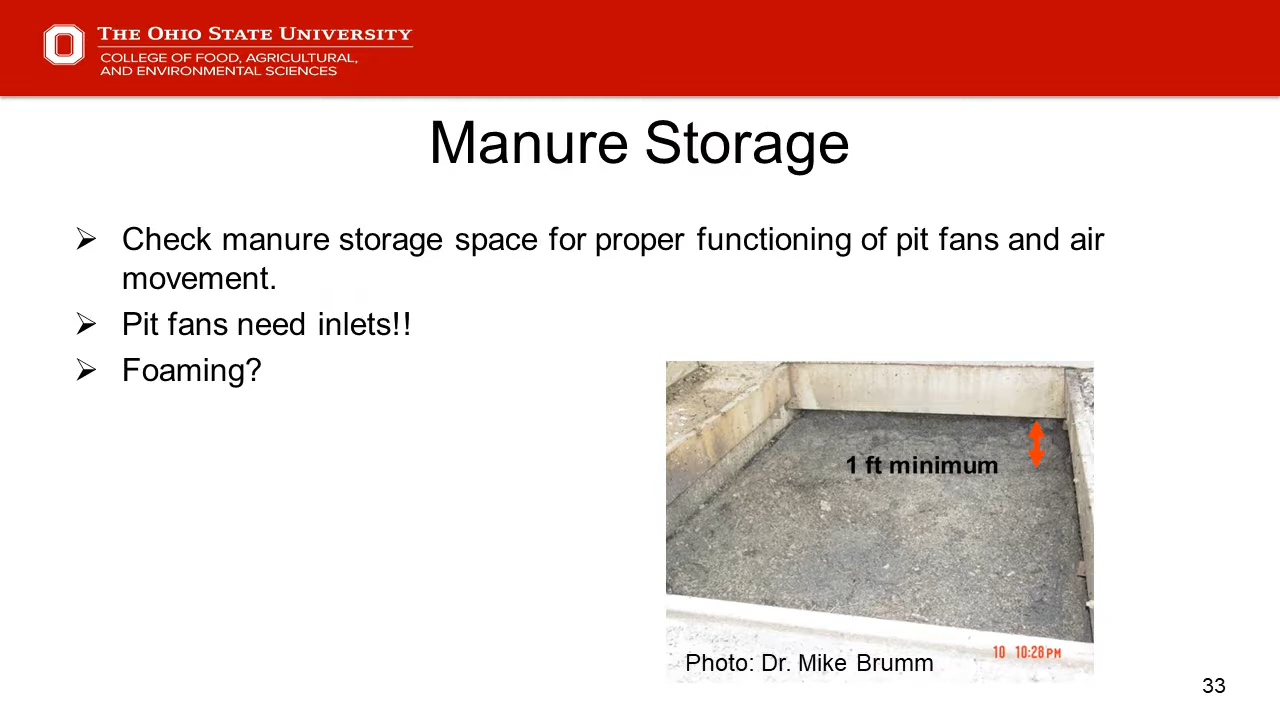 THE OHIO STATE UNIVERSITY
COLLEGE OF FOOD, AGRICULTURAL,
AND ENVIRONMENTAL SCIENCES
Manure Storage
Check manure storage space for proper functioning of pit fans and air
movement.
Pit fans need inlets!!
Foaming?
1 ft minimum
10 10:28PM
Photo: Dr. Mike Brumm
33